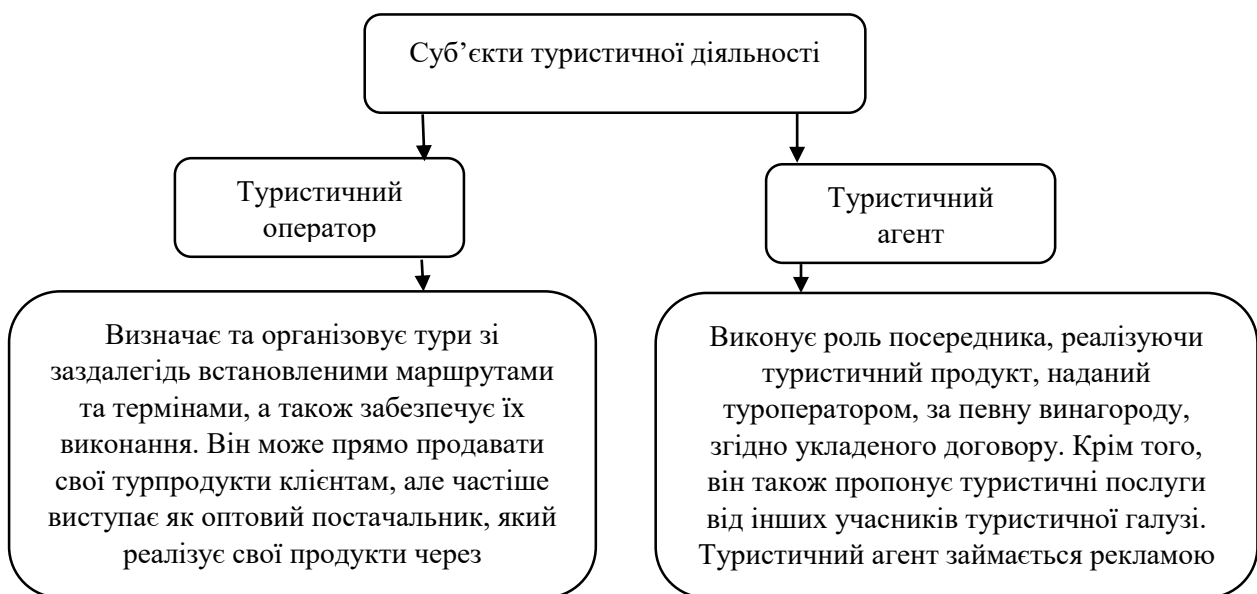 Суб’єкти туристичної діяльності
Туристичний
оператор
Туристичний
агент
Визначає та організовує тури зі
заздалегідь встановленими маршрутами
та термінами, а також забезпечує їх
виконання. Він може прямо продавати
свої турпродукти клієнтам, але частіше
виступає як оптовий постачальник, який
реалізує свої продукти через
Виконує роль посередника, реалізуючи
туристичний продукт, наданий
туроператором, за певну винагороду,
згідно укладеного договору. Крім того,
він також пропонує туристичні послуги
від інших учасників туристичної галузі.
Туристичний агент займається рекламою